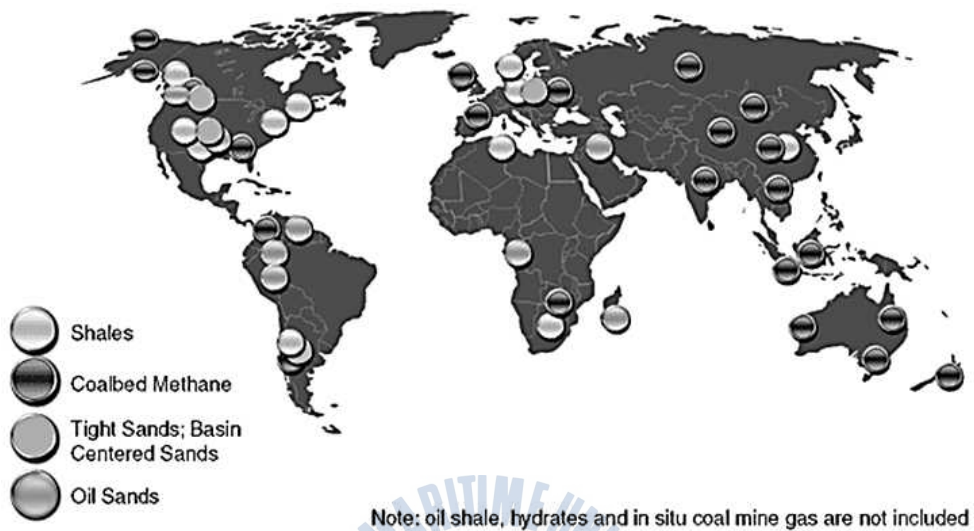 Shales
Coalbed Methane
Tight Sands; Basin
Centered Sands
Oil Sands
MARITIME
Note: oil shale, hydrates and in situ coal mine gas are not included